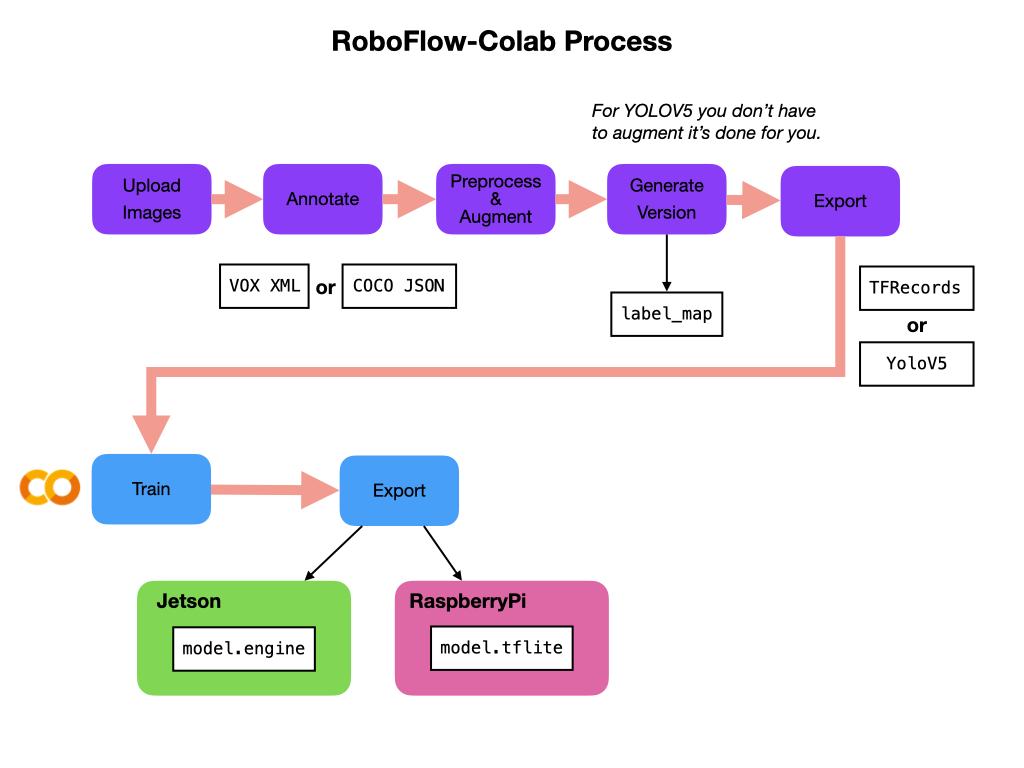 RoboFlow-Colab Process
For YOLOV5 you don’t have
to augment it’s done for you.
Upload
Images
Annotate
Preprocess
&
Augment
Generate
Version
Export
VOX XML
or
COCO JSON
label_map
TFRecords
or
YoloV5
CO
Train
Export
Jetson
model.engine
RaspberryPi
model.tflite